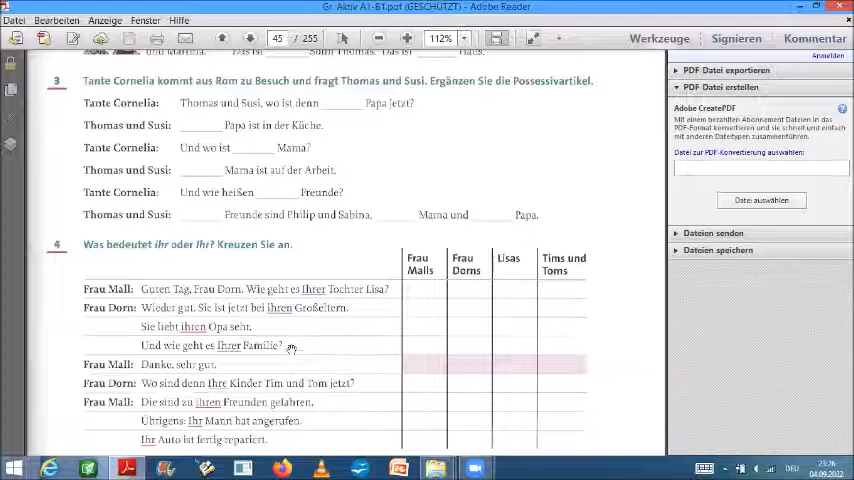 Gr. Aktiv A1-B1.pdf (GESCHÜTZT) - Adobe Reader
Datei Bearbeiten Anzeige Fenster Hilfe
45 / 255 112% Werkzeuge Signieren Kommentar
Anmelden
und Martina. Das ist Sohn Thomas. Das ist Haus.
3 Tante Cornelia kommt aus Rom zu Besuch und fragt Thomas und Susi. Ergänzen Sie die Possessivartikel.
Tante Cornelia: Thomas und Susi, wo ist denn ______ Papa jetzt?
Thomas und Susi: ______ Papa ist in der Küche.
Tante Cornelia: Und wo ist ______ Mama?
Thomas und Susi: ______ Mama ist auf der Arbeit.
Tante Cornelia: Und wie heißen ______ Freunde?
Thomas und Susi: ______ Freunde sind Philip und Sabina, ______ Mama und ______ Papa.
4 Was bedeutet ihr oder Ihr? Kreuzen Sie an.
Frau Malls Frau Dorns Lisas Tims und Toms
Frau Mall: Guten Tag, Frau Dorn. Wie geht es Ihrer Tochter Lisa?
Frau Dorn: Wieder gut. Sie ist jetzt bei ihren Großeltern.
Sie liebt ihren Opa sehr.
Und wie geht es Ihrer Familie?
Frau Mall: Danke, sehr gut.
Frau Dorn: Wo sind denn Ihre Kinder Tim und Tom jetzt?
Frau Mall: Die sind zu ihren Freunden gefahren.
Übrigens: Ihr Mann hat angerufen.
Ihr Auto ist fertig repariert.
PDF Datei exportieren
PDF Datei erstellen
Adobe CreatePDF
Mit einem bezahlten Abonnement Dateien in das
PDF-Format konvertieren und sie schnell und einfach
mit anderen Dateitypen zusammenführen.
Datei zur PDF-Konvertierung auswählen:
Datei auswählen
Dateien senden
Dateien speichern
DEU
23:26
04.09.2022